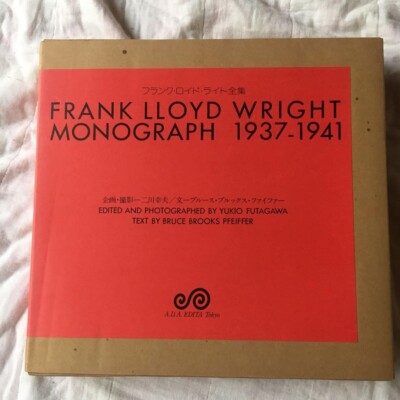 フランク・ロイド・ライト全集
FRANK LLOYD WRIGHT
MONOGRAPH 1937-1941
企画・撮影=二川幸夫/文=ブルース・ブルックス・ファイファー
EDITED AND PHOTOGRAPHED BY YUKIO FUTAGAWA
TEXT BY BRUCE BROOKS PFEIFFER
A.D.A. EDITA Tokyo